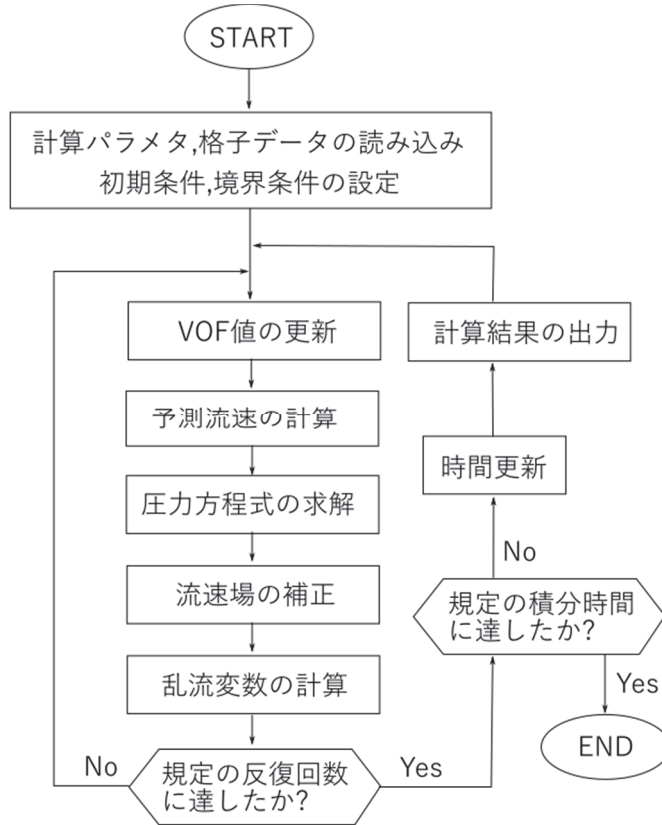 START
計算パラメタ,格子データの読み込み
初期条件,境界条件の設定
VOF値の更新
予測流速の計算
圧力方程式の求解
流速場の補正
乱流変数の計算
規定の反復回数
に達したか?
No
Yes
規定の積分時間
に達したか?
No
時間更新
計算結果の出力
Yes
END